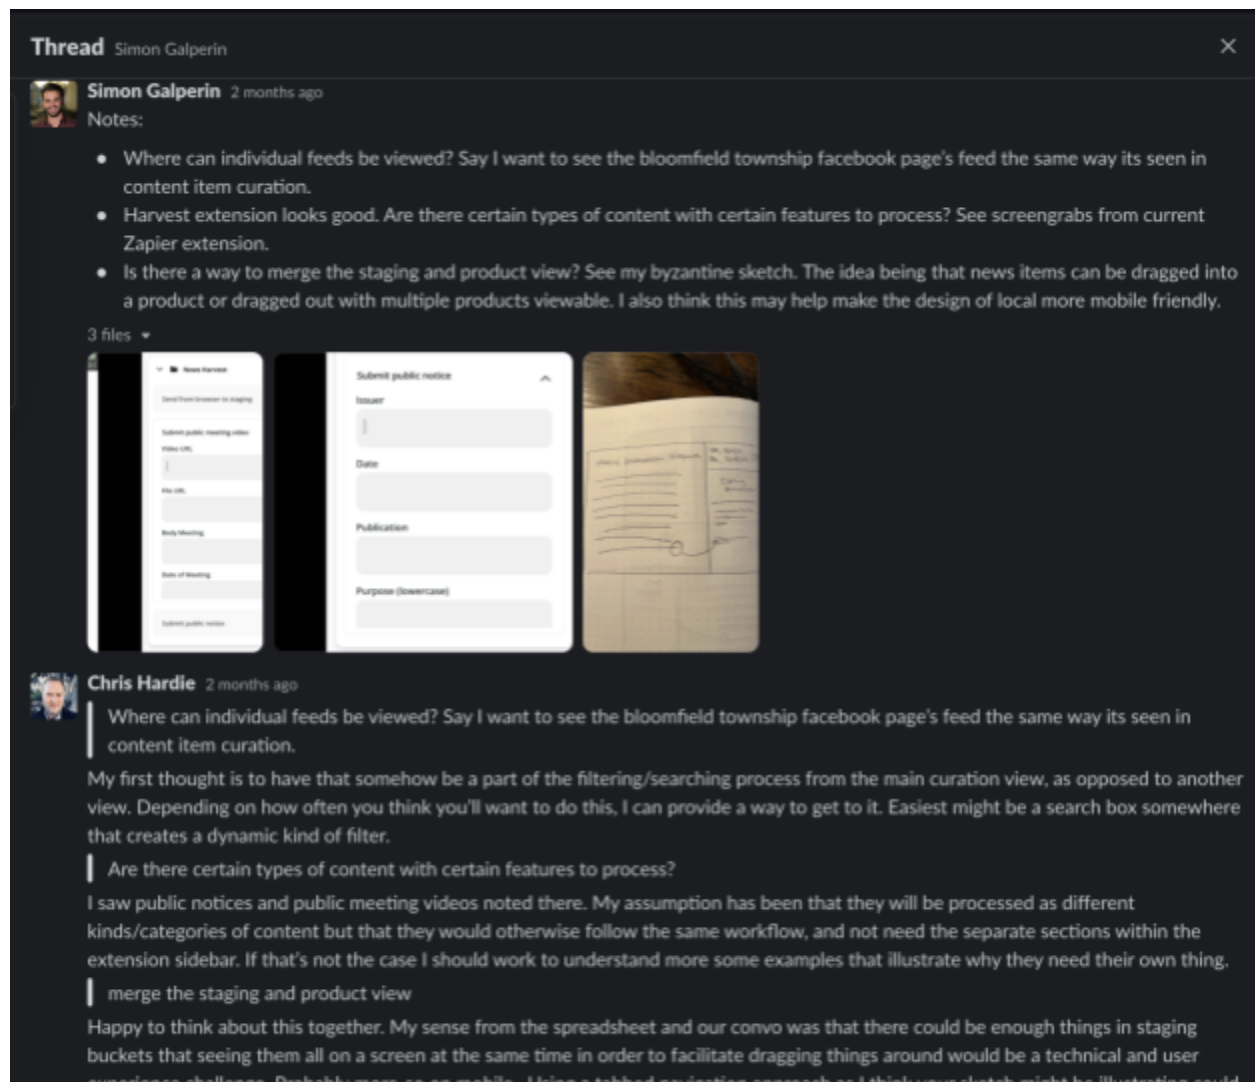 Thread Simon Galperin
Simon Galperin 2 months ago
Notes:
Where can individual feeds be viewed? Say I want to see the bloomfield township facebook page's feed the same way its seen in
content item curation.
Harvest extension looks good. Are there certain types of content with certain features to process? See screengrabs from current
Zapier extension.
Is there a way to merge the staging and product view? See my byzantine sketch. The idea being that news items can be dragged into
a product or dragged out with multiple products viewable. I also think this may help make the design of local more mobile friendly.
3 files
News Harvest
Send from browser to staging
Submit public meeting video
Video URL
File URL
Body Meeting
Date of Meeting
Submit public notice
Submit public notice
Issuer
Date
Publication
Purpose (lowercase)
Chris Hardie 2 months ago
Where can individual feeds be viewed? Say I want to see the bloomfield township facebook page's feed the same way its seen in
content item curation.
My first thought is to have that somehow be a part of the filtering/searching process from the main curation view, as opposed to another
view. Depending on how often you think you'll want to do this, I can provide a way to get to it. Easiest might be a search box somewhere
that creates a dynamic kind of filter.
Are there certain types of content with certain features to process?
I saw public notices and public meeting videos noted there. My assumption has been that they will be processed as different
kinds/categories of content but that they would otherwise follow the same workflow, and not need the separate sections within the
extension sidebar. If that's not the case I should work to understand more some examples that illustrate why they need their own thing.
merge the staging and product view
Happy to think about this together. My sense from the spreadsheet and our convo was that there could be enough things in staging
buckets that seeing them all on a screen at the same time in order to facilitate dragging things around would be a technical and user